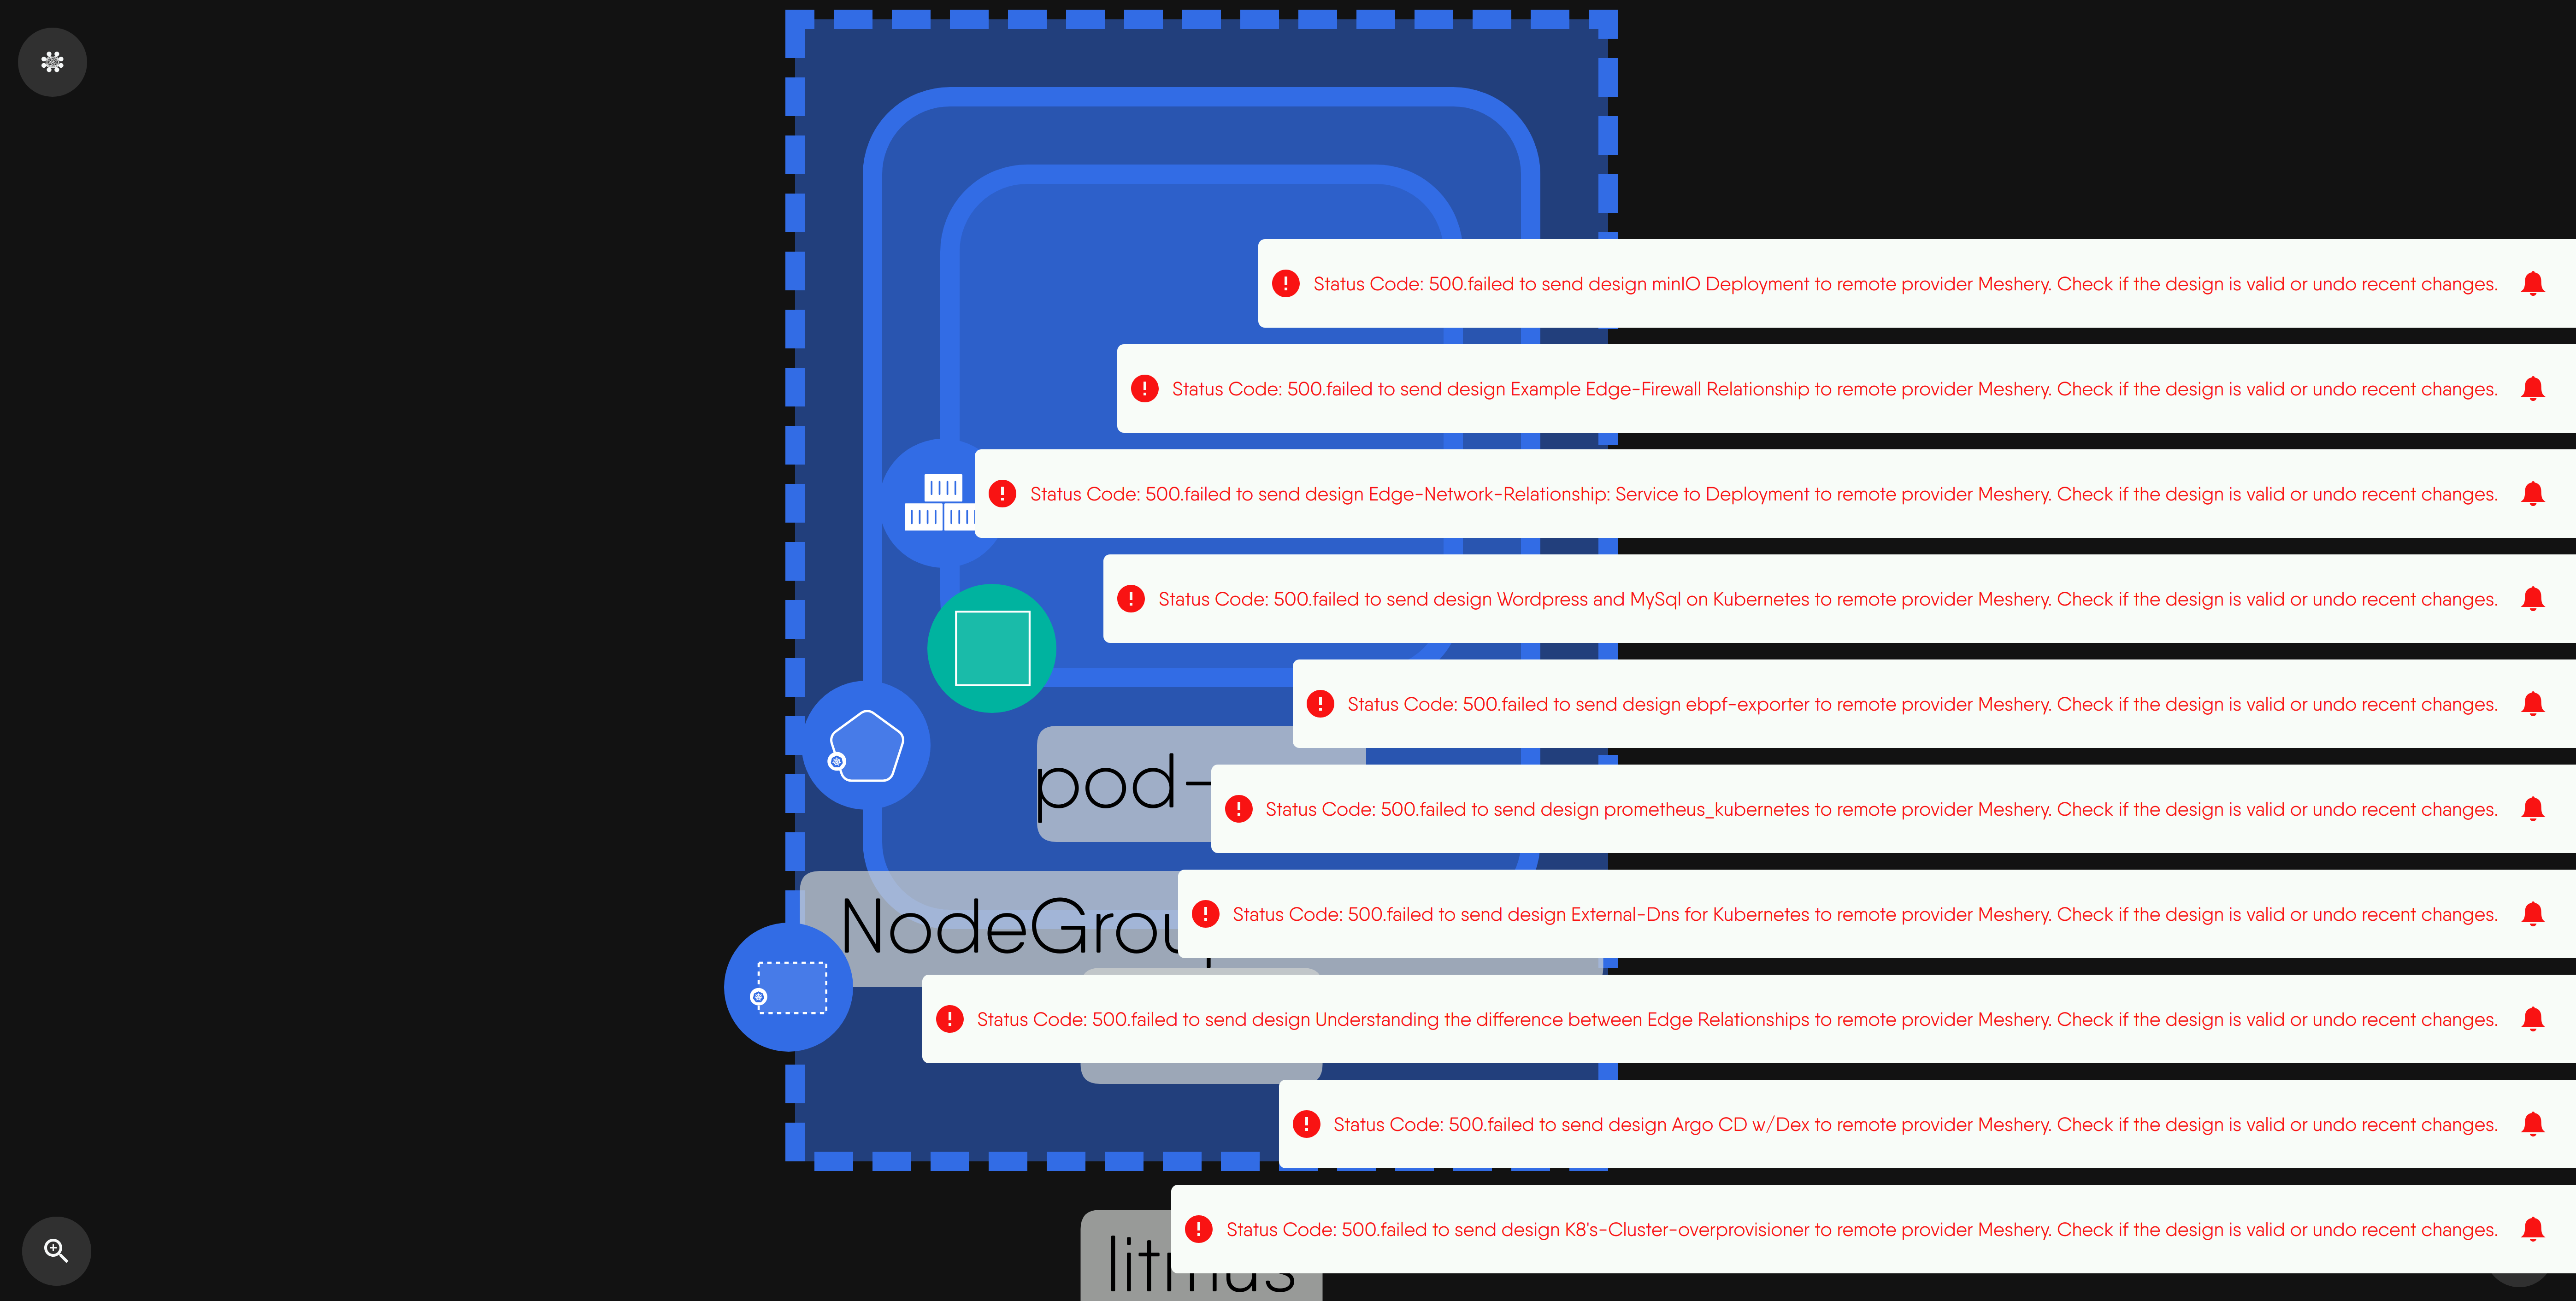 Status Code: 500.failed to send design minIO Deployment to remote provider Meshery. Check if the design is valid or undo recent changes.
Status Code: 500.failed to send design Example Edge-Firewall Relationship to remote provider Meshery. Check if the design is valid or undo recent changes.
Status Code: 500.failed to send design Edge-Network-Relationship: Service to Deployment to remote provider Meshery. Check if the design is valid or undo recent changes.
Status Code: 500.failed to send design Wordpress and MySql on Kubernetes to remote provider Meshery. Check if the design is valid or undo recent changes.
Status Code: 500.failed to send design ebpf-exporter to remote provider Meshery. Check if the design is valid or undo recent changes.
pod-
Status Code: 500.failed to send design prometheus_kubernetes to remote provider Meshery. Check if the design is valid or undo recent changes.
NodeGroup
Status Code: 500.failed to send design External-Dns for Kubernetes to remote provider Meshery. Check if the design is valid or undo recent changes.
Status Code: 500.failed to send design Understanding the difference between Edge Relationships to remote provider Meshery. Check if the design is valid or undo recent changes.
Status Code: 500.failed to send design Argo CD w/Dex to remote provider Meshery. Check if the design is valid or undo recent changes.
Status Code: 500.failed to send design K8's-Cluster-overprovisioner to remote provider Meshery. Check if the design is valid or undo recent changes.
litmus